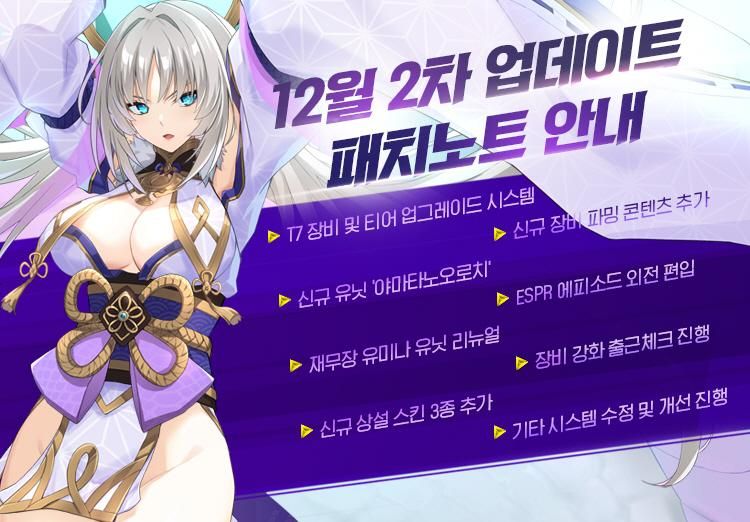 12월 2차 업데이트
패치노트 안내
T7 장비 및 티어 업그레이드 시스템
신규 유닛 '야마타노오로치'
재무장 유미나 유닛 리뉴얼
신규 상설 스킨 3종 추가
신규 장비 파밍 콘텐츠 추가
ESPR 에피소드 외전 편입
장비 강화 출근체크 진행
기타 시스템 수정 및 개선 진행